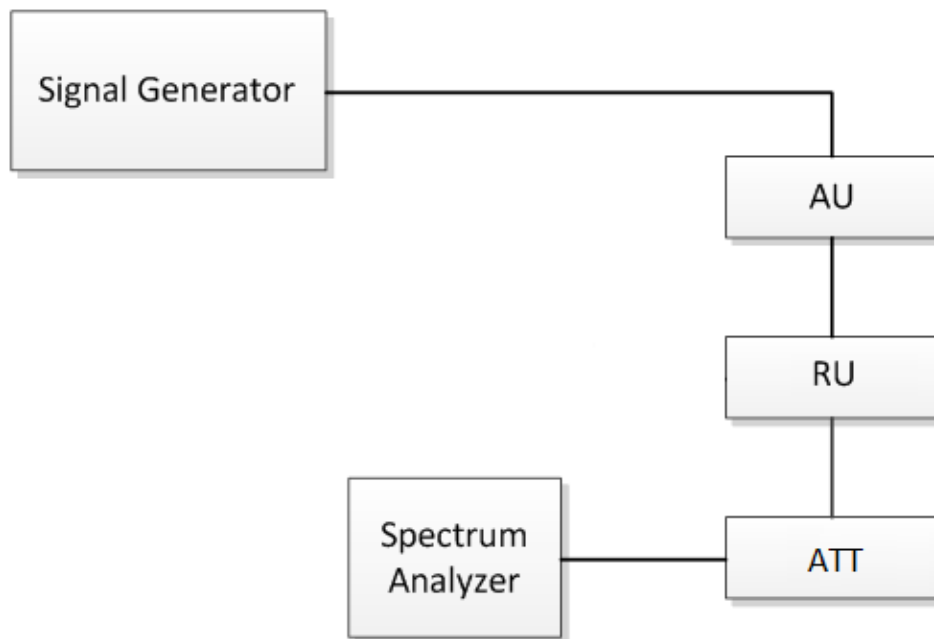 Signal Generator
AU
RU
ATT
Spectrum
Analyzer